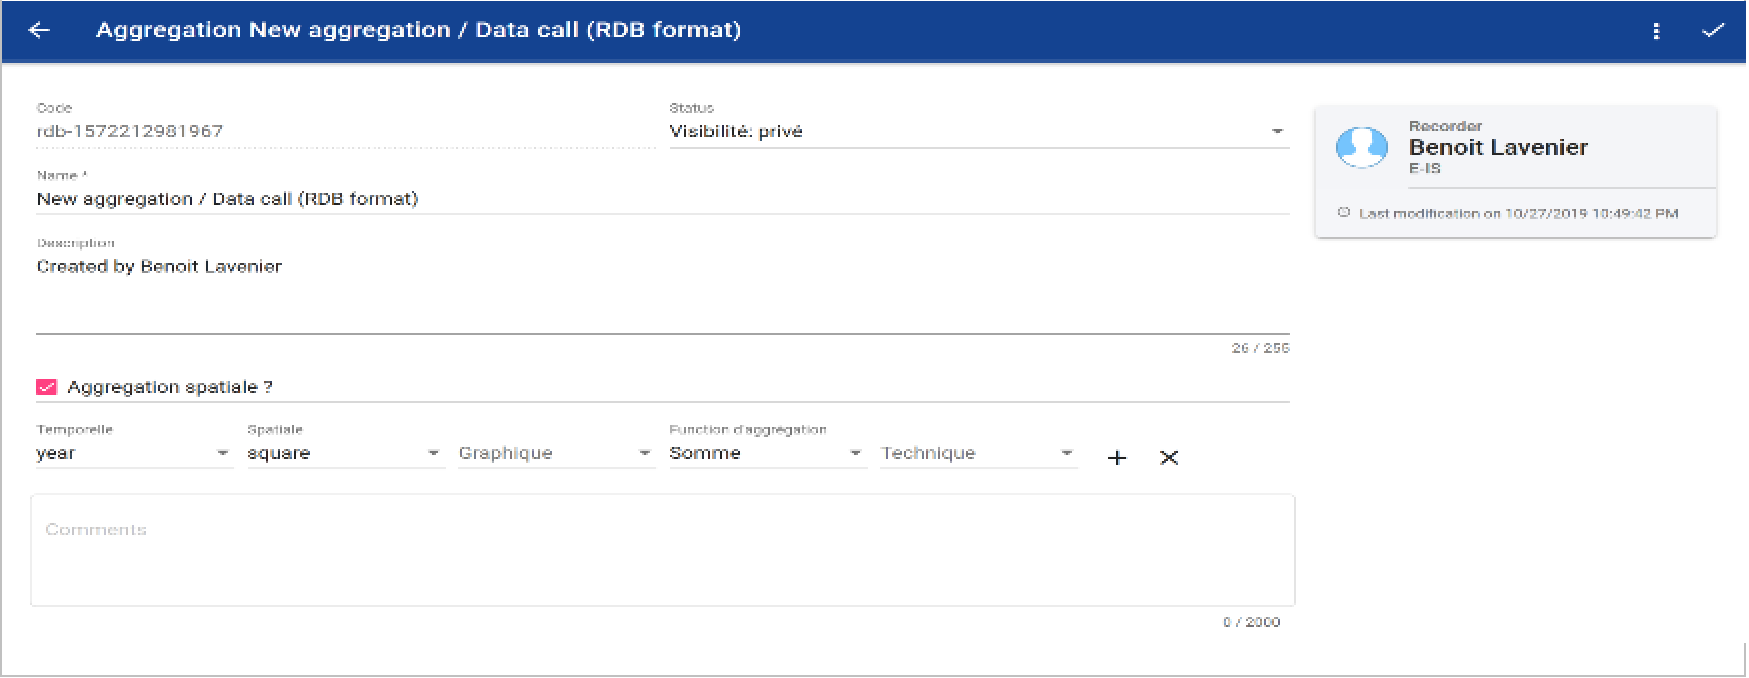 Aggregation New aggregation / Data call (RDB format)
Code
rdb-1572212981967
Status
Visibilité: privé
Name *
New aggregation / Data call (RDB format)
Description
Created by Benoit Lavenier
26 / 255
Aggregation spatiale ?
Temporelle
year
Spatiale
square
Graphique
Function d'aggrégation
Somme
Technique
Comments
0 / 2000
Recorder
Benoit Lavenier
E-IS
Last modification on 10/27/2019 10:49:42 PM